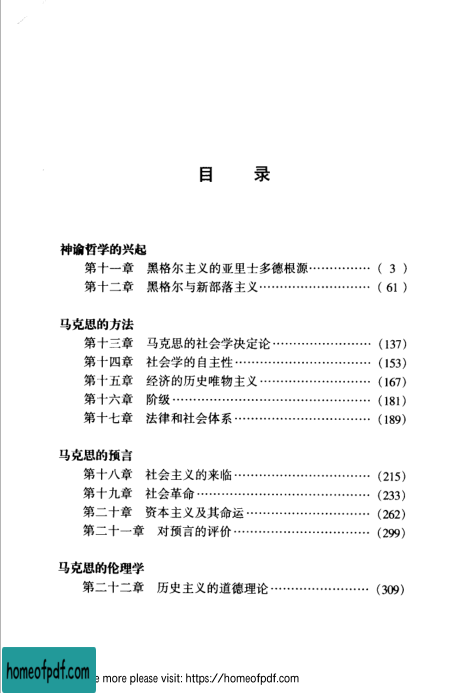 目 录
神谕哲学的兴起
第十一章 黑格尔主义的亚里士多德根源……………( 3 )
第十二章 黑格尔与新部落主义………………………( 61 )
马克思的方法
第十三章 马克思的社会学决定论……………………(137)
第十四章 社会学的自主性……………………………(153)
第十五章 经济的历史唯物主义………………………(167)
第十六章 阶级…………………………………………(181)
第十七章 法律和社会体系……………………………(189)
马克思的预言
第十八章 社会主义的来临……………………………(215)
第十九章 社会革命……………………………………(233)
第二十章 资本主义及其命运…………………………(262)
第二十一章 对预言的评价……………………………(299)
马克思的伦理学
第二十二章 历史主义的道德理论……………………(309)
homeofpdf.com
e more please visit: https://homeofpdf.com